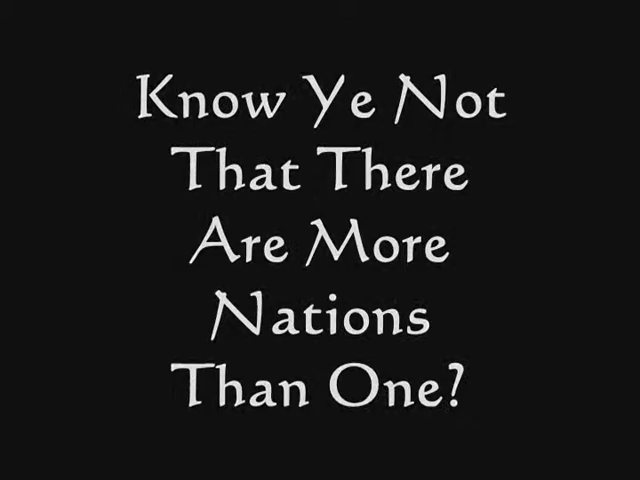 Know Ye Not
That There
Are More
Nations
Than One?